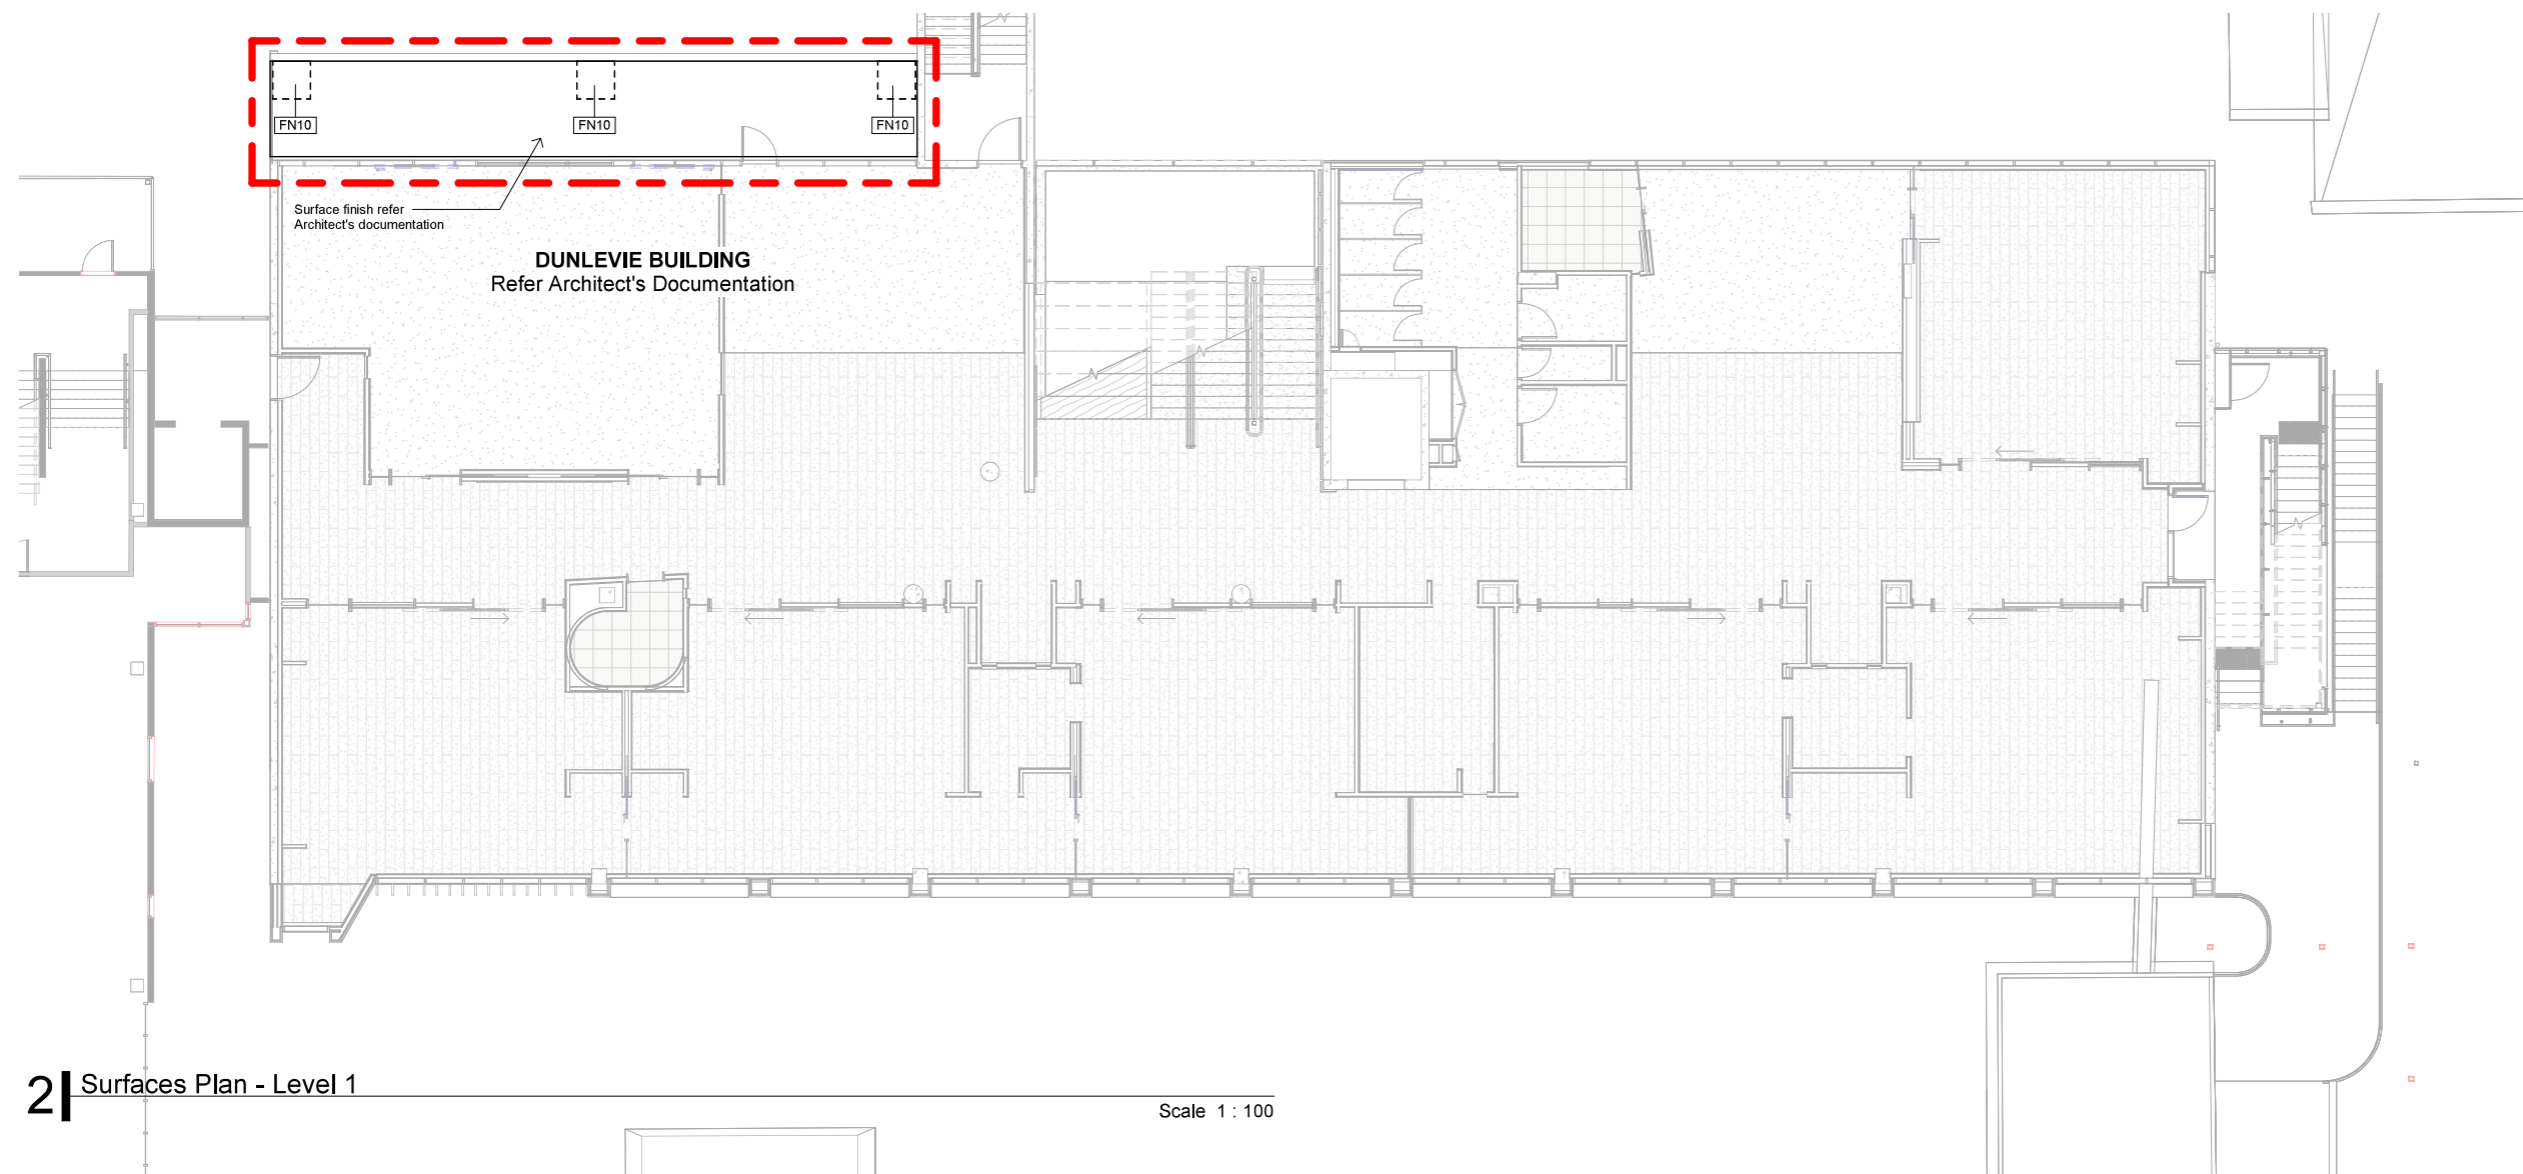 FN10
FN10
FN10
Surface finish refer
Architect's documentation
DUNLEVIE BUILDING
Refer Architect's Documentation
2
Surfaces Plan - Level 1
Scale 1 : 100